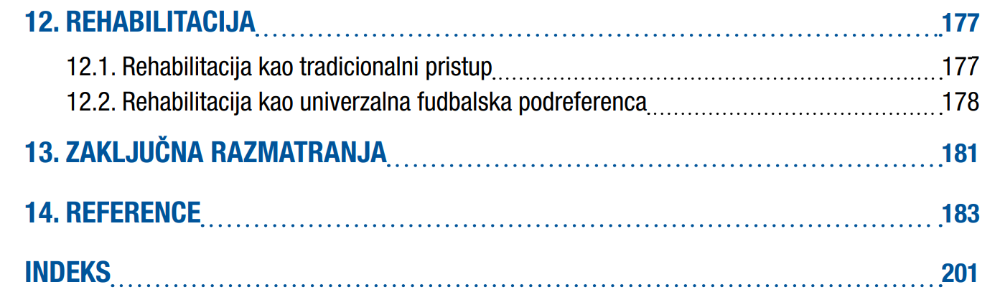 12. REHABILITACIJA 177
12.1. Rehabilitacija kao tradicionalni pristup 177
12.2. Rehabilitacija kao univerzalna fudbalska podreferenca 178
13. ZAKLJUČNA RAZMATRANJA 181
14. REFERENCE 183
INDEKS 201